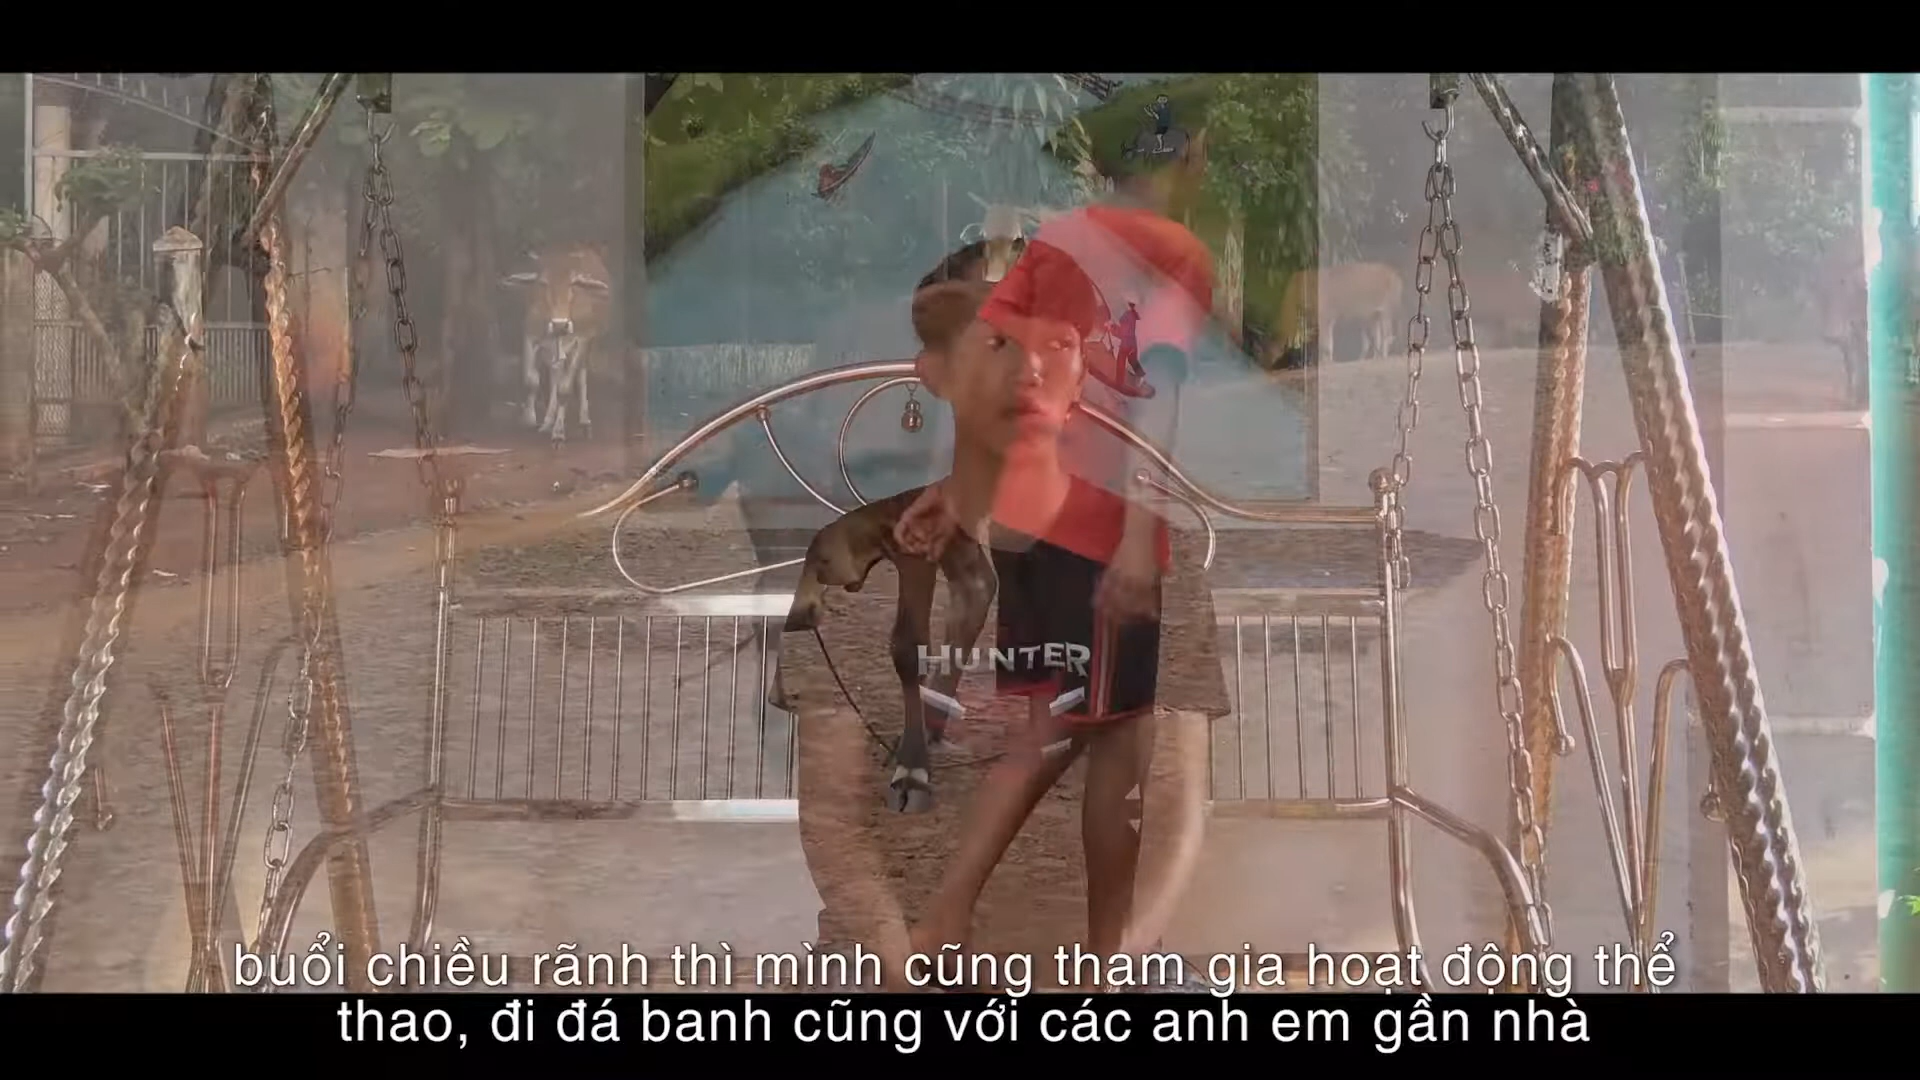 HUNTER
buổi chiều rãnh thì mình cũng tham gia hoạt động thể
thao, đi đá banh cũng với các anh em gần nhà